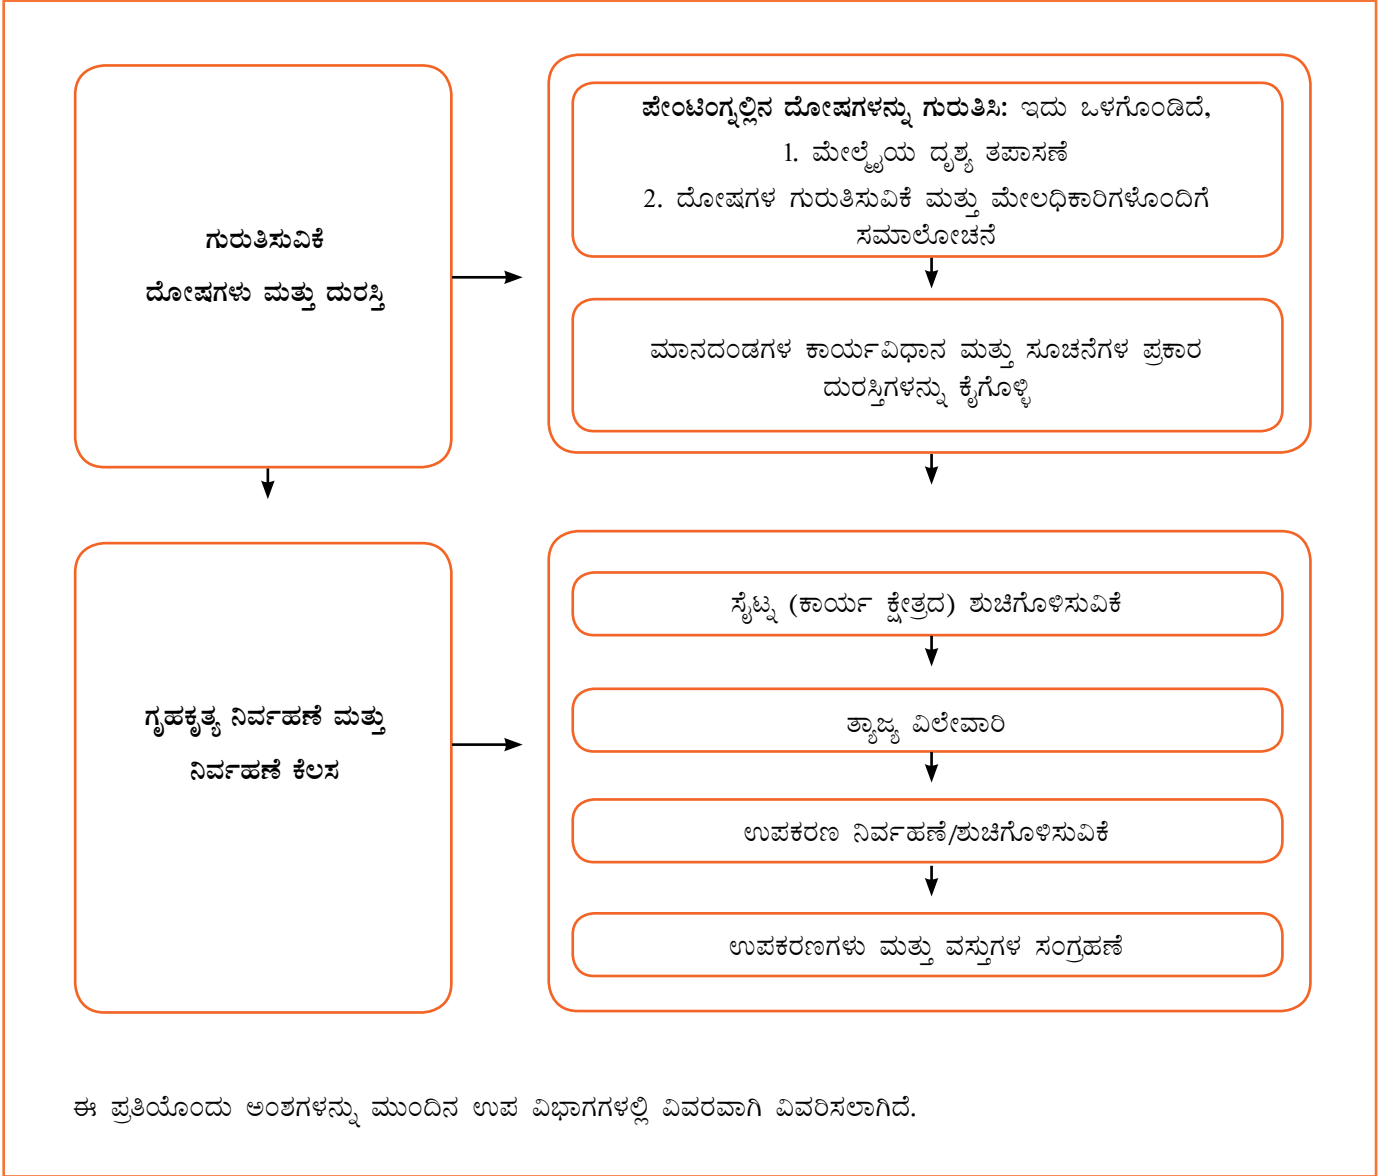 ಗುರುತಿಸುವಿಕೆ
ದೋಷಗಳು ಮತ್ತು ದುರಸ್ತಿ
ಪೇಂಟಿಂಗ್ನಲ್ಲಿನ ದೋಷಗಳನ್ನು ಗುರುತಿಸಿ: ಇದು ಒಳಗೊಂಡಿದೆ,
1. ಮೇಲ್ಮೈಯ ದೃಶ್ಯ ತಪಾಸಣೆ
2. ದೋಷಗಳ ಗುರುತಿಸುವಿಕೆ ಮತ್ತು ಮೇಲಧಿಕಾರಿಗಳೊಂದಿಗೆ
ಸಮಾಲೋಚನೆ
ಮಾನದಂಡಗಳ ಕಾರ್ಯವಿಧಾನ ಮತ್ತು ಸೂಚನೆಗಳ ಪ್ರಕಾರ
ದುರಸ್ತಿಗಳನ್ನು ಕೈಗೊಳ್ಳಿ
ಗೃಹಕೃತ್ಯ ನಿರ್ವಹಣೆ ಮತ್ತು
ನಿರ್ವಹಣೆ ಕೆಲಸ
ಸೈಟ್ನ (ಕಾರ್ಯ ಕ್ಷೇತ್ರದ) ಶುಚಿಗೊಳಿಸುವಿಕೆ
ತ್ಯಾಜ್ಯ ವಿಲೇವಾರಿ
ಉಪಕರಣ ನಿರ್ವಹಣೆ/ಶುಚಿಗೊಳಿಸುವಿಕೆ
ಉಪಕರಣಗಳು ಮತ್ತು ವಸ್ತುಗಳ ಸಂಗ್ರಹಣೆ
ಈ ಪ್ರತಿಯೊಂದು ಅಂಶಗಳನ್ನು ಮುಂದಿನ ಉಪ ವಿಭಾಗಗಳಲ್ಲಿ ವಿವರವಾಗಿ ವಿವರಿಸಲಾಗಿದೆ.